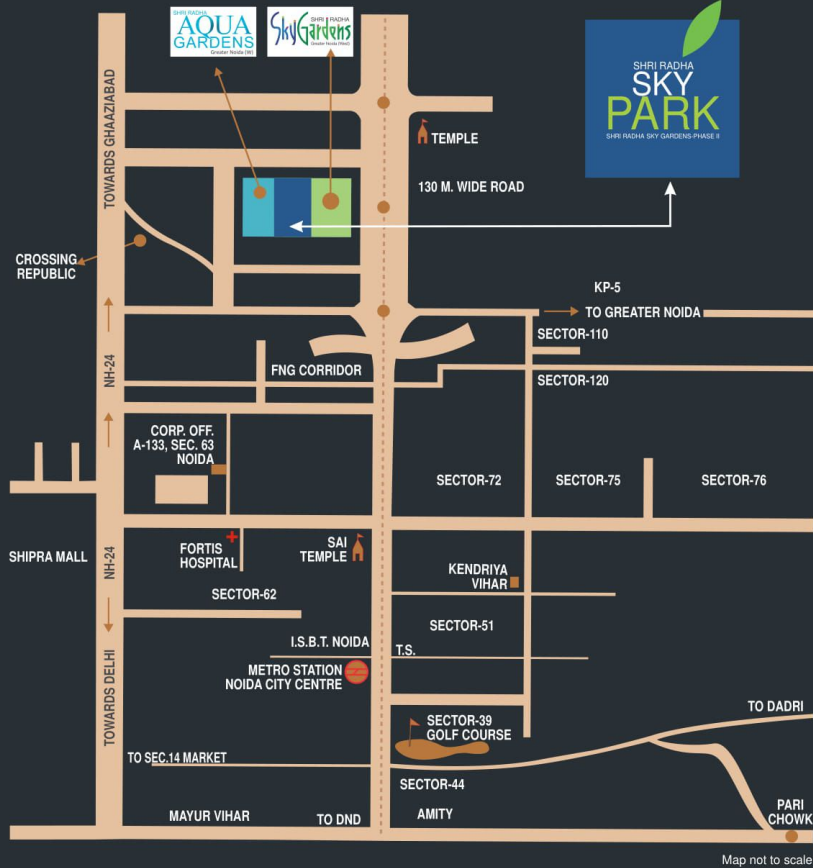 SHRI RADHA
AQUA
GARDENS
Greater Noida (W)
SHRI RADHA
SkyGardens
Greater Noida (West)
SHRI RADHA
SKY
PARK
SHRI RADHA SKY GARDENS-PHASE II
TOWARDS GHAAZIABAD
TEMPLE
130 M. WIDE ROAD
CROSSING
REPUBLIC
KP-5
TO GREATER NOIDA
SECTOR-110
NH-24
FNG CORRIDOR
SECTOR-120
CORP. OFF.
A-133, SEC. 63
NOIDA
SECTOR-72
SECTOR-75
SECTOR-76
SHIPRA MALL
NH-24
FORTIS
HOSPITAL
SAI
TEMPLE
KENDRIYA
VIHAR
SECTOR-62
SECTOR-51
I.S.B.T. NOIDA
T.S.
METRO STATION
NOIDA CITY CENTRE
TOWARDS DELHI
SECTOR-39
GOLF COURSE
TO DADRI
TO SEC.14 MARKET
SECTOR-44
MAYUR VIHAR
TO DND
AMITY
PARI
CHOWK
Map not to scale